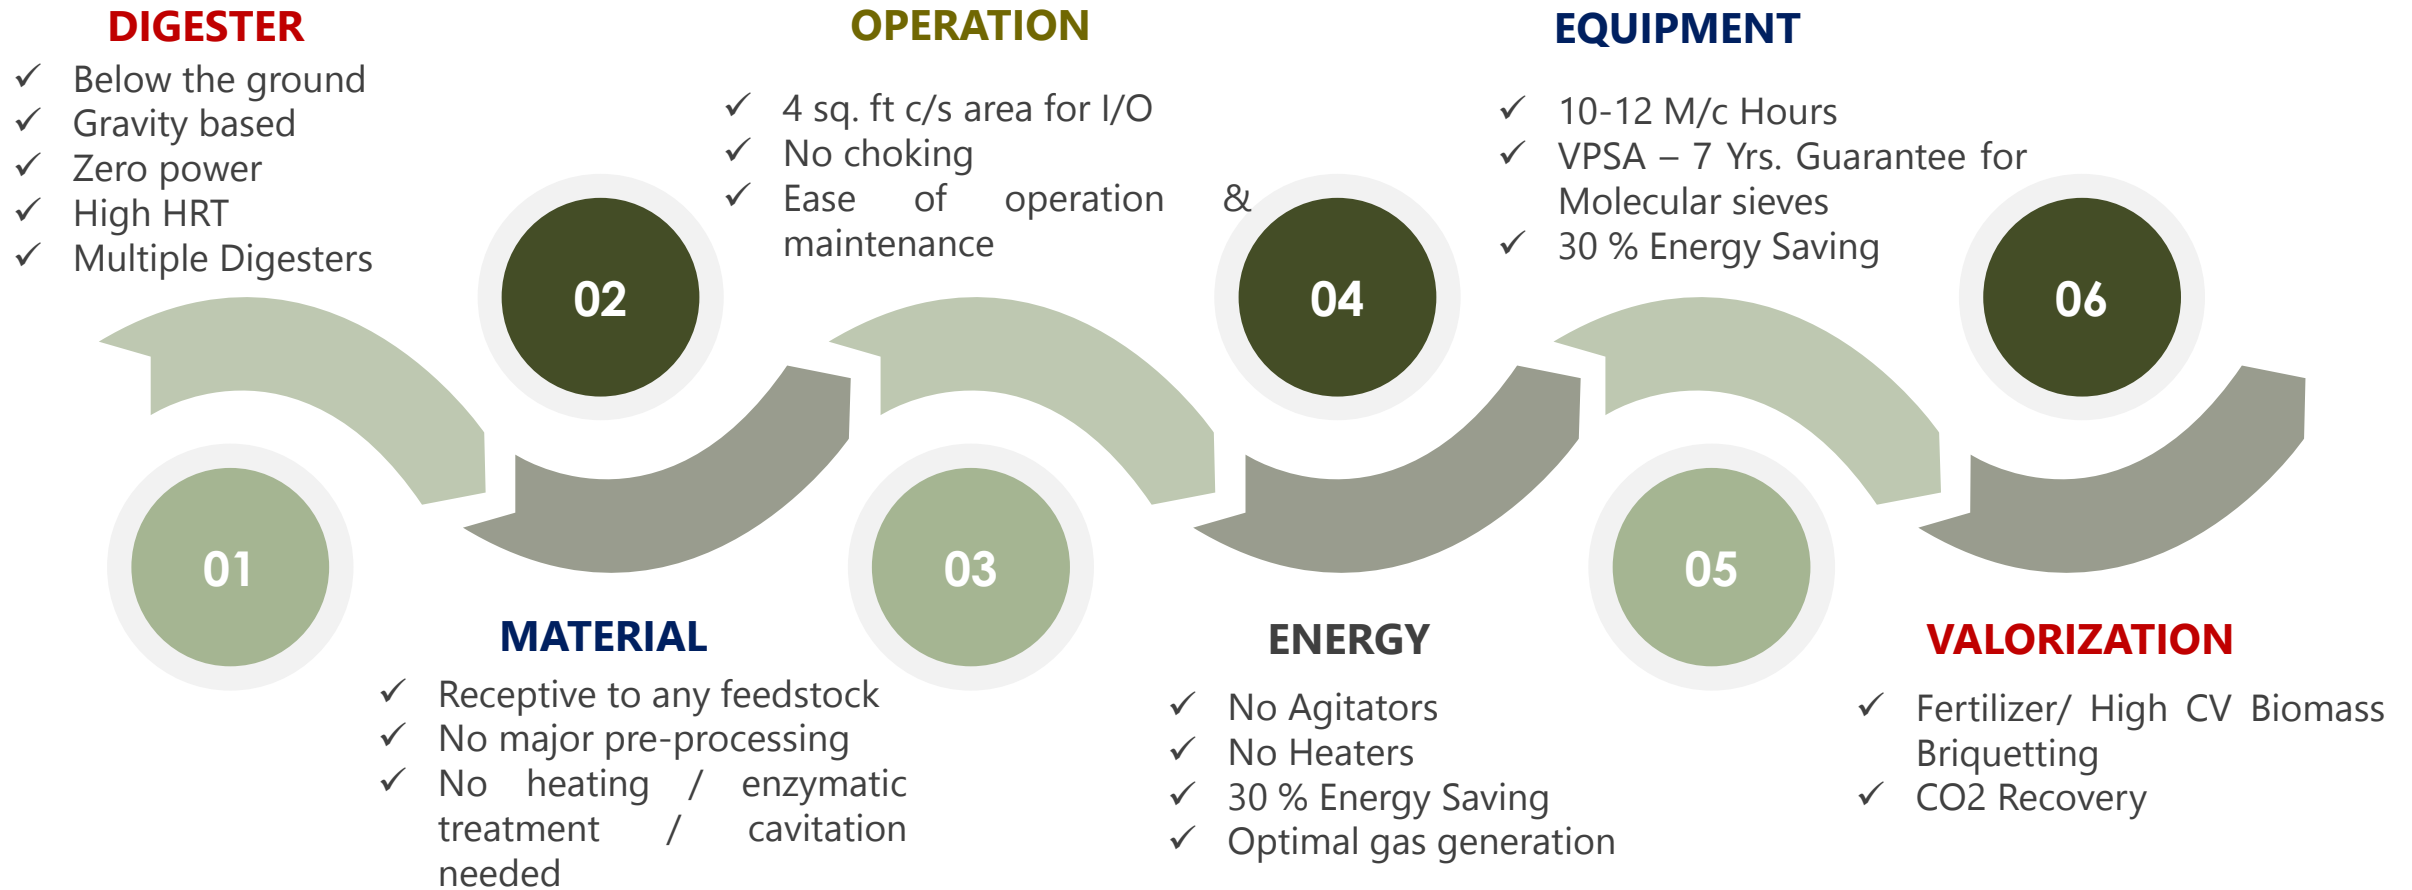 DIGESTER
Below the ground
Gravity based
Zero power
High HRT
Multiple Digesters
01
02
MATERIAL
Receptive to any feedstock
No major pre-processing
No heating / enzymatic
treatment / cavitation
needed
OPERATION
4 sq. ft c/s area for I/O
No choking
Ease of operation &
maintenance
03
04
ENERGY
No Agitators
No Heaters
30 % Energy Saving
Optimal gas generation
EQUIPMENT
10-12 M/c Hours
VPSA – 7 Yrs. Guarantee for
Molecular sieves
30 % Energy Saving
05
06
VALORIZATION
Fertilizer/ High CV Biomass
Briquetting
CO2 Recovery